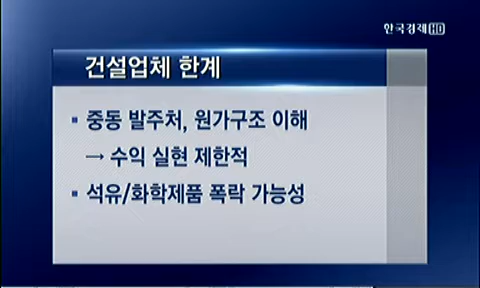 한국경제HD
건설업체 한계
▪ 중동 발주처, 원가구조 이해
→ 수익 실현 제한적
▪ 석유/화학제품 폭락 가능성